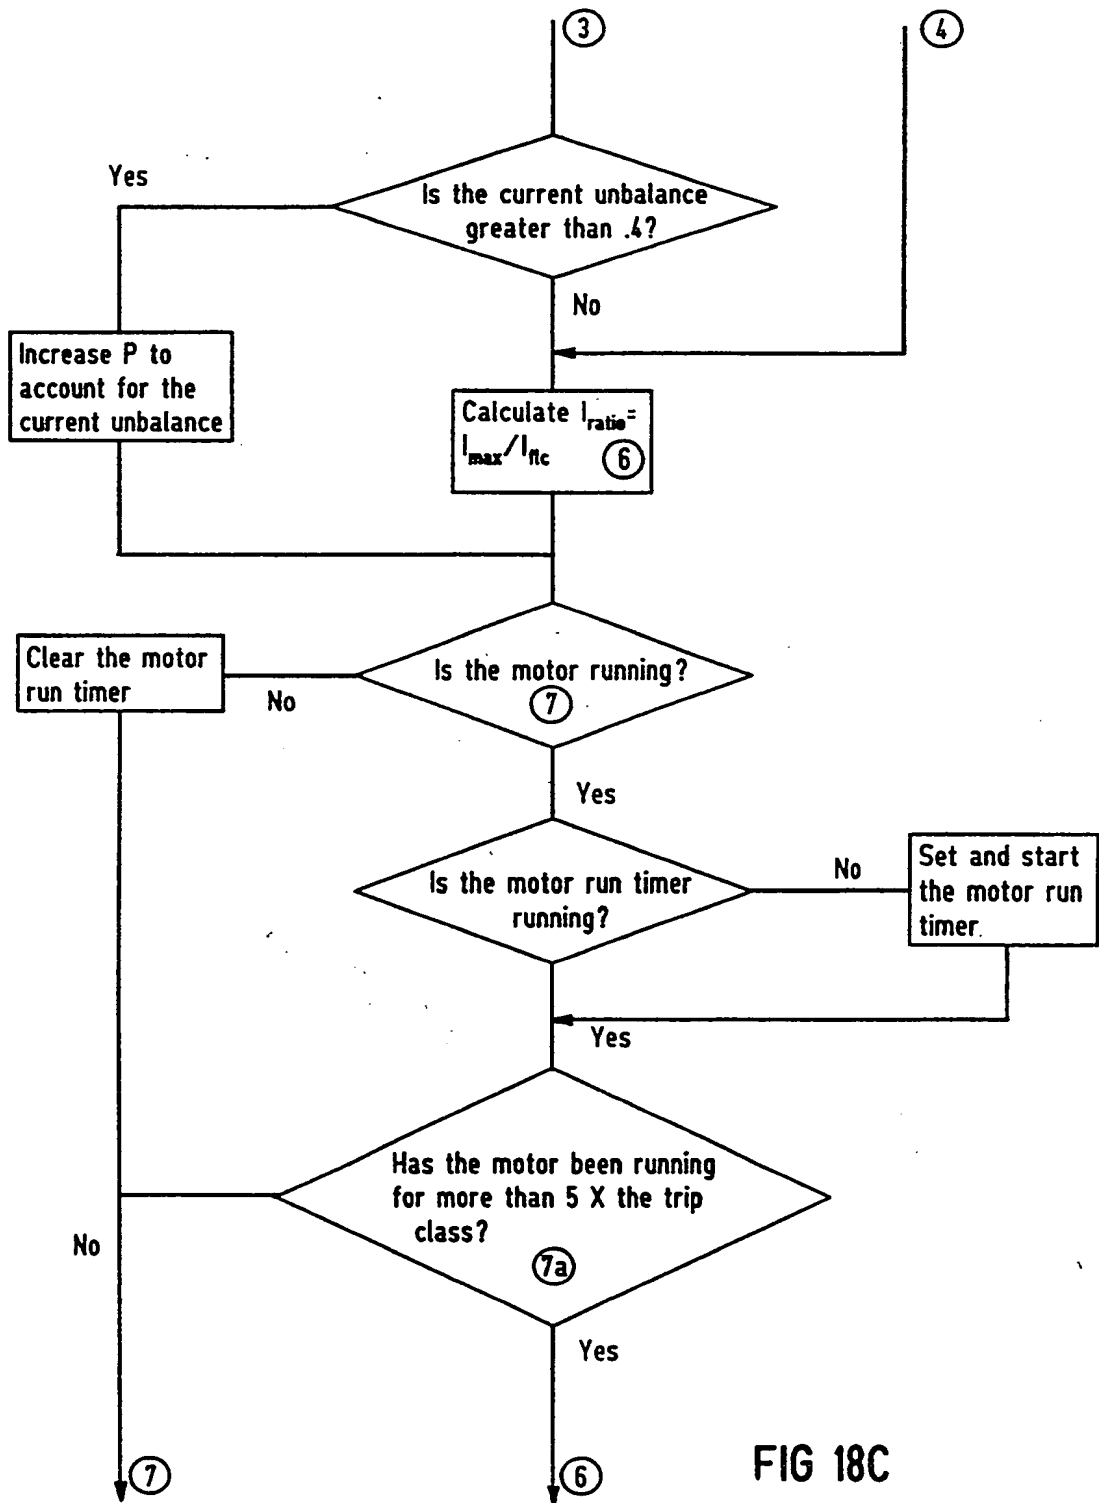 3
4
Yes
Is the current unbalance
greater than .4?
No
Increase P to
account for the
current unbalance
Calculate Iratio=
Imax/Iflc
6
Clear the motor
run timer
No
Is the motor running?
7
Yes
Is the motor run timer
running?
No
Set and start
the motor run
timer.
Yes
Has the motor been running
for more than 5 X the trip
class?
7a
No
Yes
7
6
FIG 18C